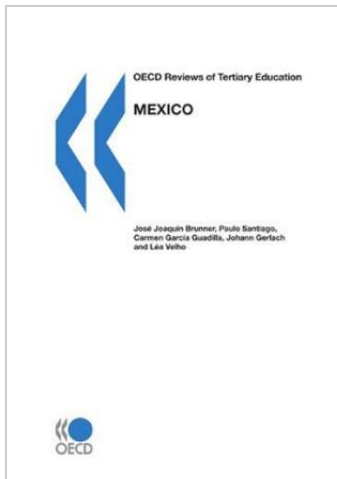 OECD Reviews of Tertiary Education
MEXICO
José Joaquín Brunner, Paulo Santiago,
Carmen García Guadilla, Johann Gerlach
and Léa Velho
OECD